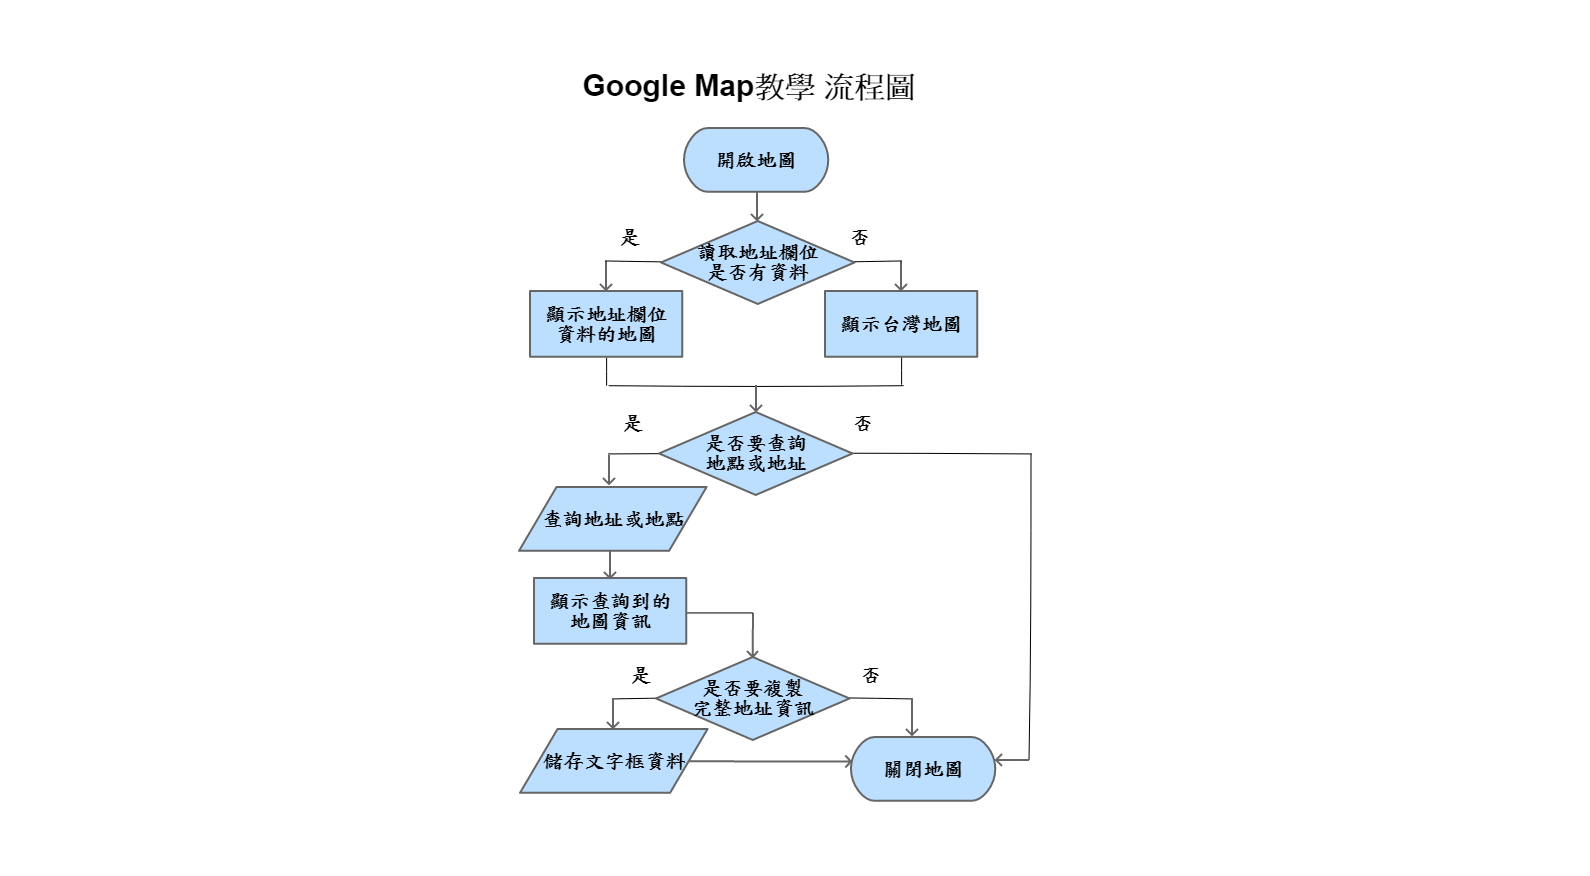 Google Map教學 流程圖
開啟地圖
是
否
讀取地址欄位
是否有資料
顯示地址欄位
資料的地圖
顯示台灣地圖
是
否
是否要查詢
地點或地址
查詢地址或地點
顯示查詢到的
地圖資訊
是
否
是否要複製
完整地址資訊
儲存文字框資料
關閉地圖